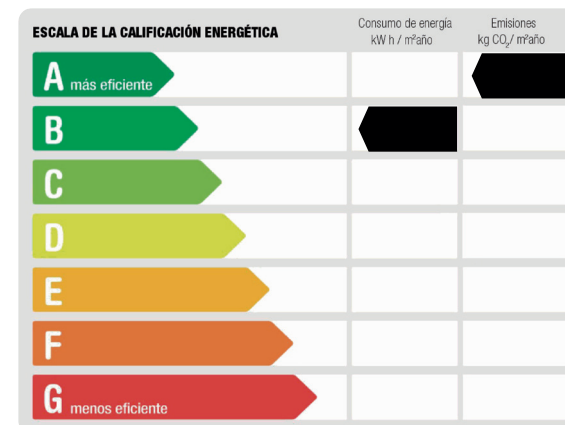 ESCALA DE LA CALIFICACIÓN ENERGÉTICA
Consumo de energía
kW h / m²año
Emisiones
kg CO₂/ m²año
A más eficiente
B
C
D
E
F
G menos eficiente